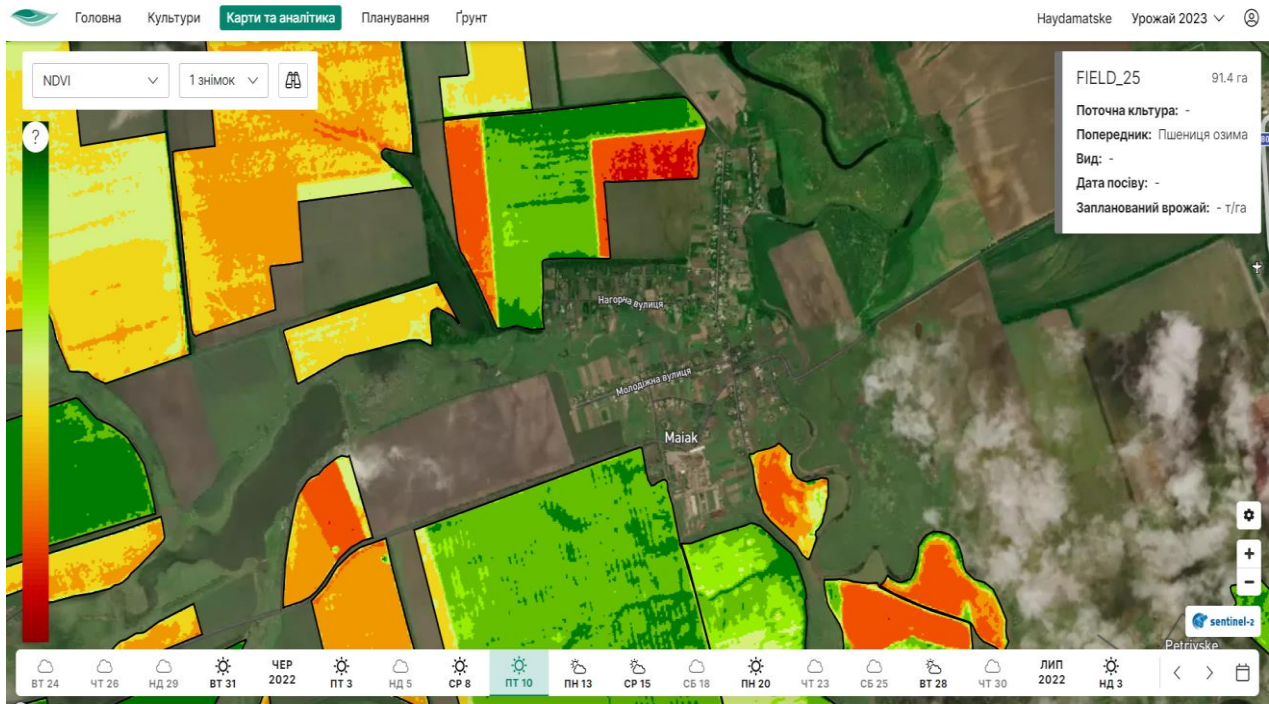 Головна Культури Карти та аналітика Планування Ґрунт Haydamatske Урожай 2023
NDVI 1 знімок
?
FIELD_25 91.4 га
Поточна кльтура: -
Попередник: Пшениця озима
Вид: -
Дата посіву: -
Запланований врожай: - т/га
Нагорна вулиця
Молодіжна вулиця
Maiak
+
−
sentinel-2
Petrivske
ВТ 24 ЧТ 26 НД 29 ВТ 31 ЧЕР 2022 ПТ 3 НД 5 СР 8 ПТ 10 ПН 13 СР 15 СБ 18 ПН 20 ЧТ 23 СБ 25 ВТ 28 ЧТ 30 ЛИП 2022 НД 3